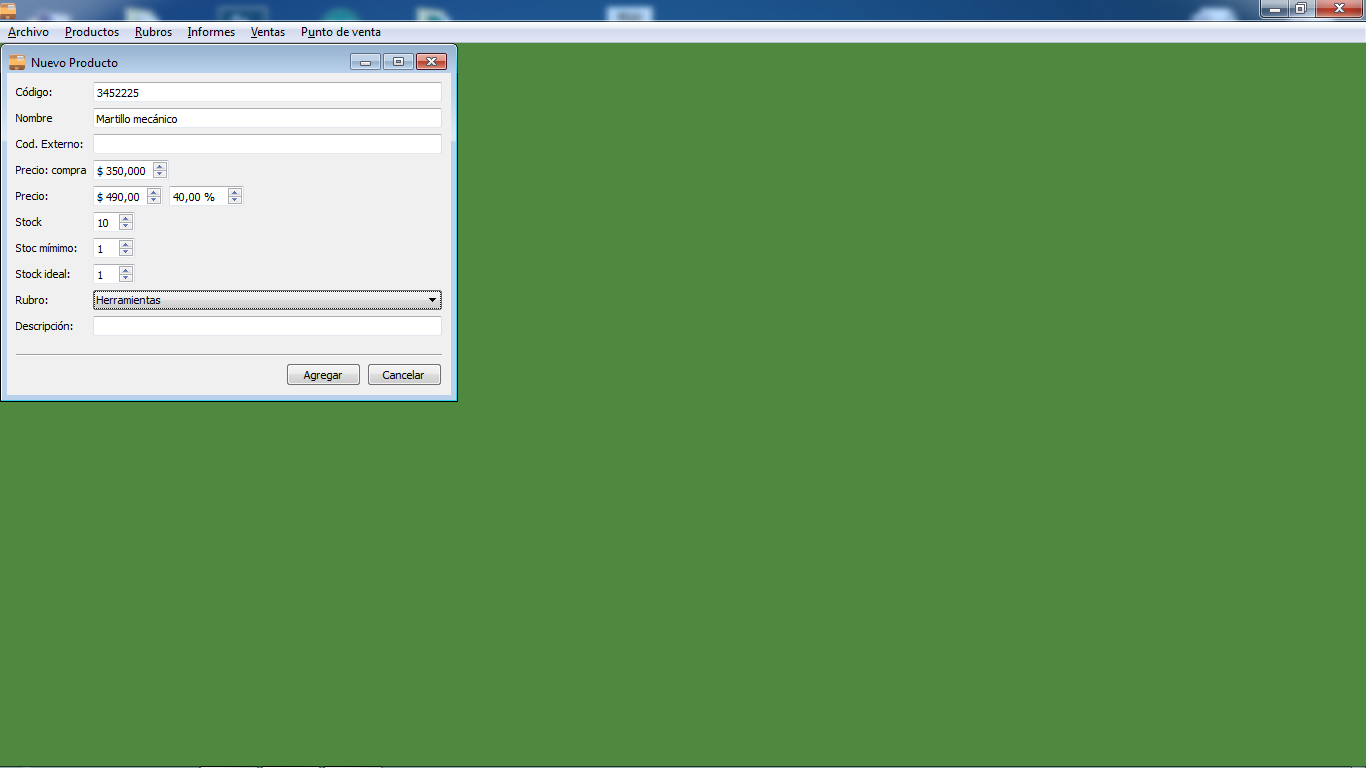 Archivo Productos Rubros Informes Ventas Punto de venta
Nuevo Producto
Código: 3452225
Nombre Martillo mecánico
Cod. Externo:
Precio: compra $ 350,000
Precio: $ 490,00 40,00 %
Stock 10
Stoc mínimo: 1
Stock ideal: 1
Rubro: Herramientas
Descripción:
Agregar Cancelar